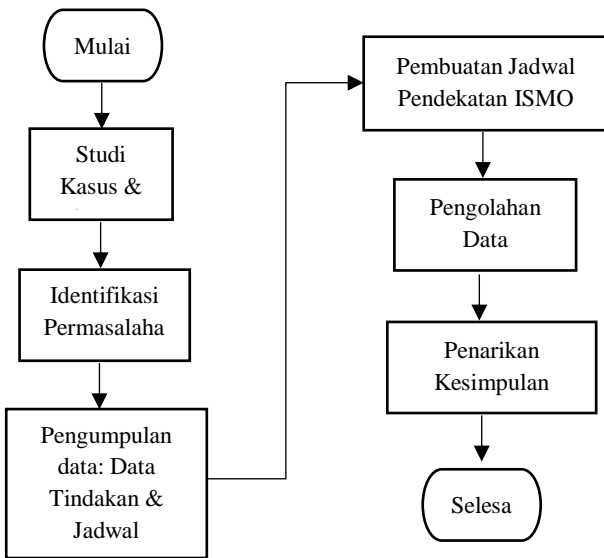 Mulai
Studi
Kasus &
Identifikasi
Permasalaha
Pengumpulan
data: Data
Tindakan &
Jadwal
Pembuatan Jadwal
Pendekatan ISMO
Pengolahan
Data
Penarikan
Kesimpulan
Selesa